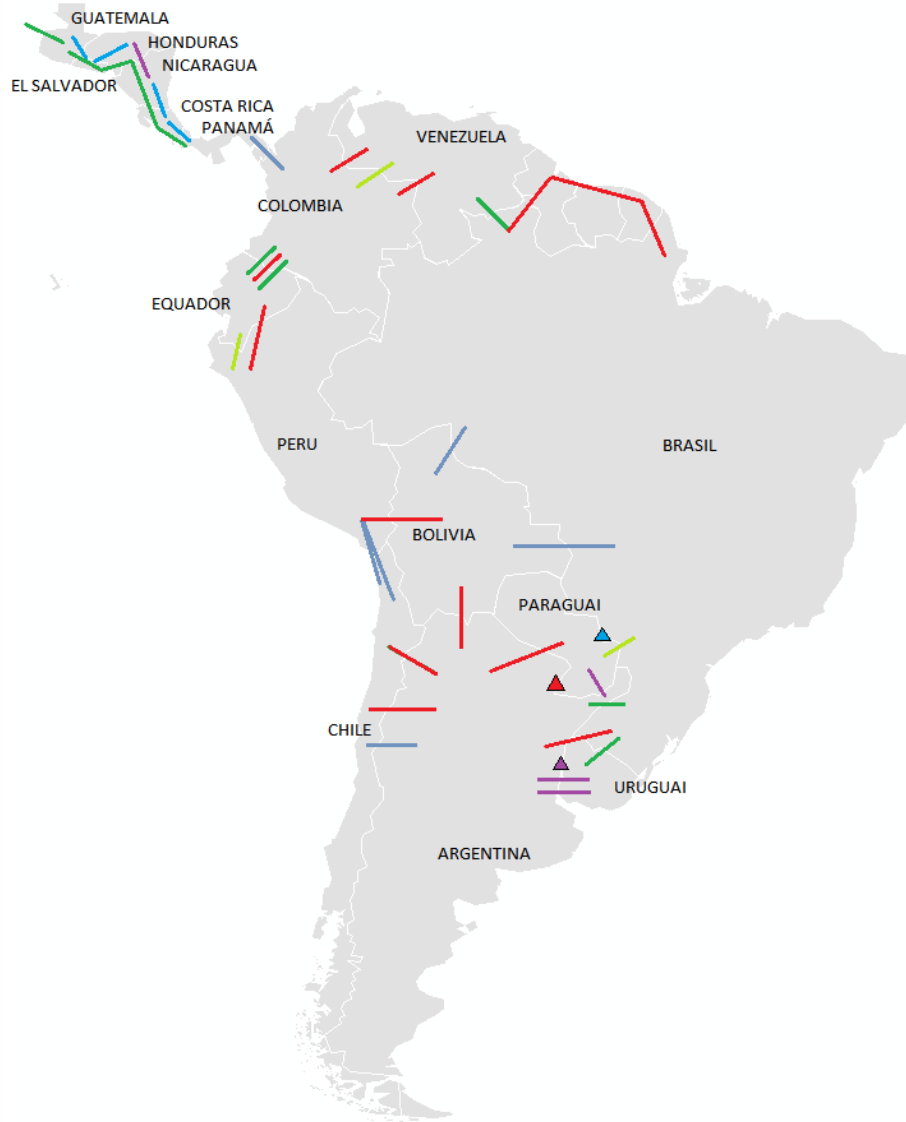 GUATEMALA
HONDURAS
NICARAGUA
EL SALVADOR
COSTA RICA
PANAMÁ
VENEZUELA
COLOMBIA
EQUADOR
PERU
BRASIL
BOLIVIA
PARAGUAI
CHILE
URUGUAI
ARGENTINA